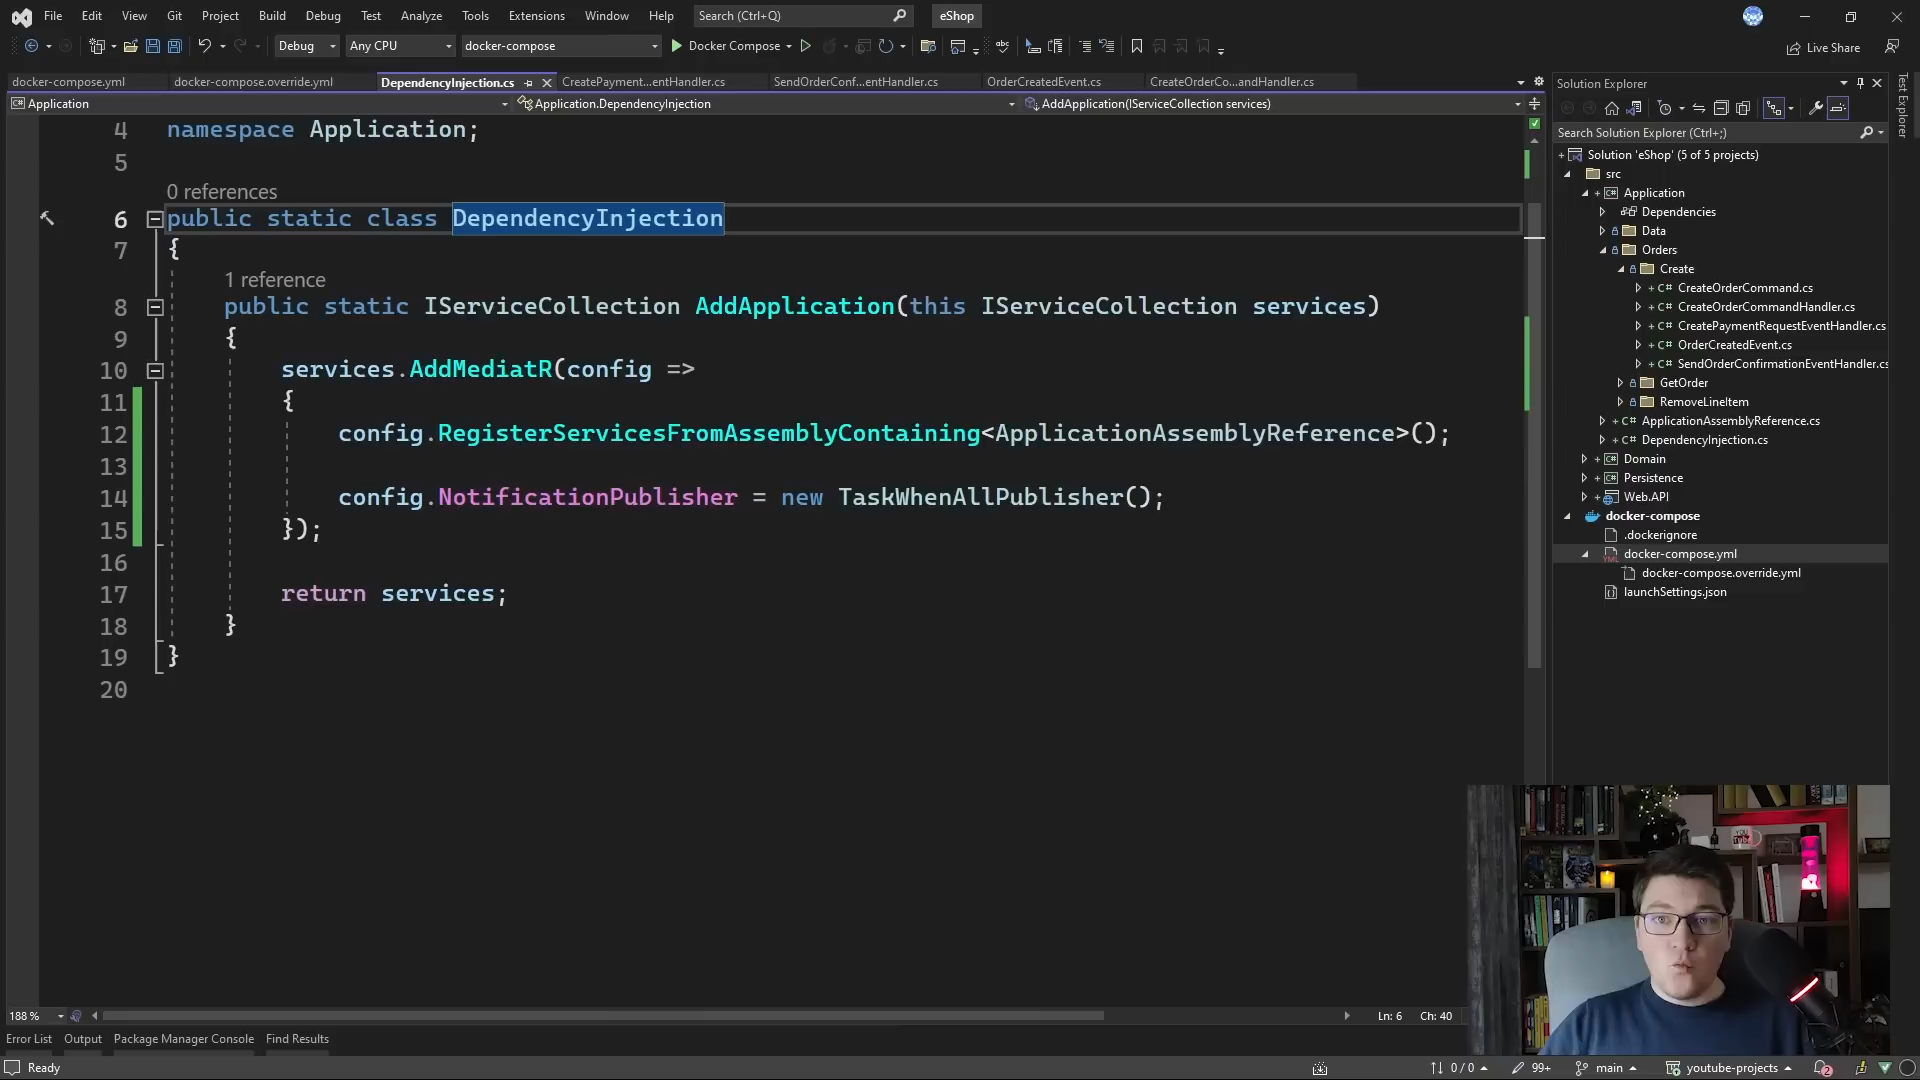 File Edit View Git Project Build Debug Test Analyze Tools Extensions Window Help Search (Ctrl+Q) eShop
Debug Any CPU docker-compose Docker Compose Live Share
docker-compose.yml docker-compose.override.yml DependencyInjection.cs CreatePayment...entHandler.cs SendOrderConf...entHandler.cs OrderCreatedEvent.cs CreateOrderCo...andHandler.cs
Application Application.DependencyInjection AddApplication(IServiceCollection services)
4 namespace Application;
5
0 references
6 public static class DependencyInjection
7 {
1 reference
8 public static IServiceCollection AddApplication(this IServiceCollection services)
9 {
10 services.AddMediatR(config =>
11 {
12 config.RegisterServicesFromAssemblyContaining<ApplicationAssemblyReference>();
13
14 config.NotificationPublisher = new TaskWhenAllPublisher();
15 });
16
17 return services;
18 }
19 }
20
188 % Ln: 6 Ch: 40
Error List Output Package Manager Console Find Results
Ready 0 / 0 99+ main youtube-projects 2
Solution Explorer
Search Solution Explorer (Ctrl+;)
Solution 'eShop' (5 of 5 projects)
src
Application
Dependencies
Data
Orders
Create
C# CreateOrderCommand.cs
C# CreateOrderCommandHandler.cs
C# CreatePaymentRequestEventHandler.cs
C# OrderCreatedEvent.cs
C# SendOrderConfirmationEventHandler.cs
GetOrder
RemoveLineItem
C# ApplicationAssemblyReference.cs
C# DependencyInjection.cs
Domain
Persistence
Web.API
docker-compose
.dockerignore
docker-compose.yml
docker-compose.override.yml
launchSettings.json
Test Explorer